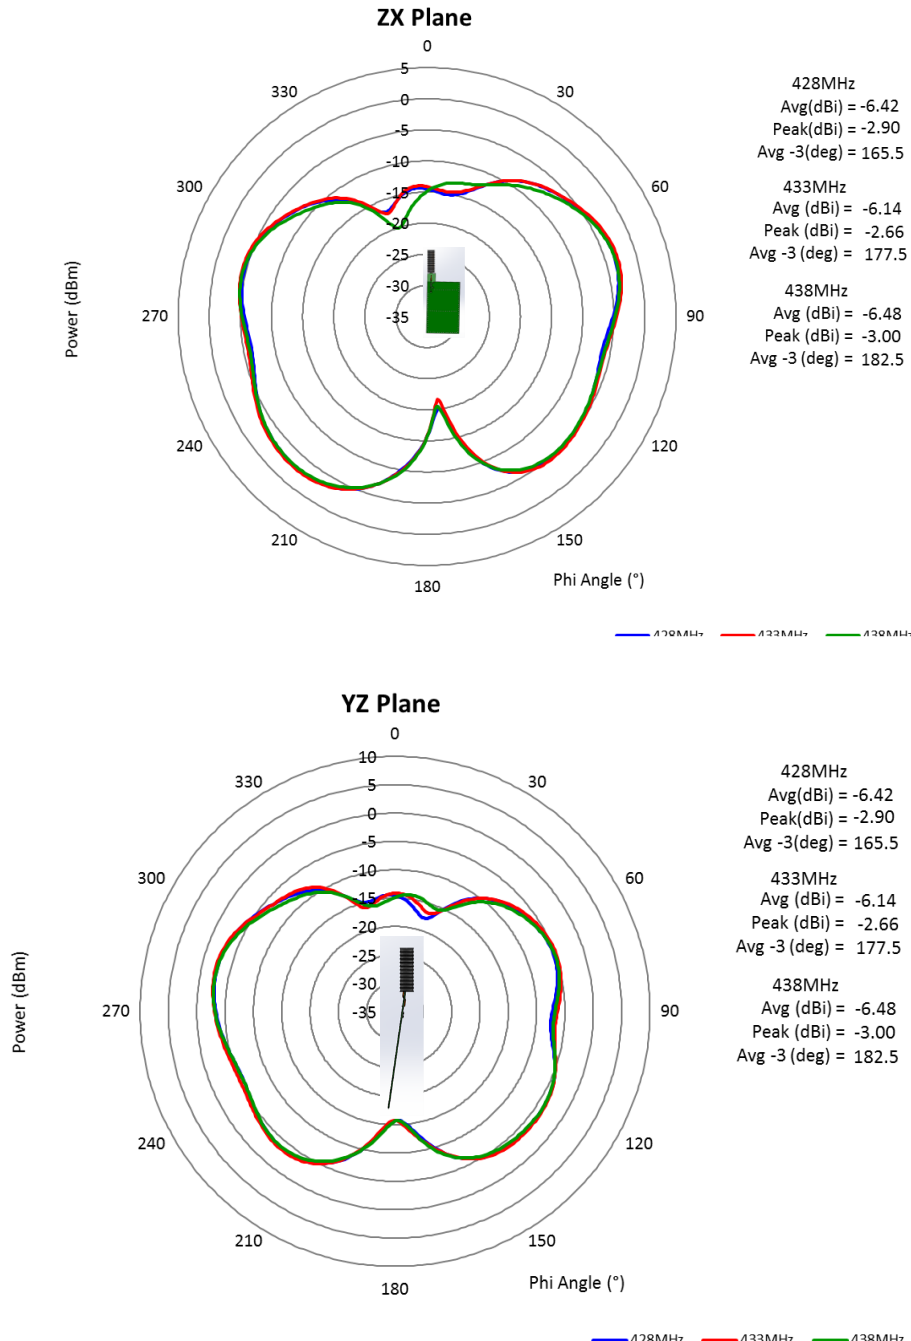 ZX Plane
0
330
30
300
60
270
90
240
120
210
150
180
5
0
-5
-10
-15
-20
-25
-30
-35
Power (dBm)
Phi Angle (°)
428MHz
Avg(dBi) = -6.42
Peak(dBi) = -2.90
Avg -3(deg) = 165.5
433MHz
Avg (dBi) = -6.14
Peak (dBi) = -2.66
Avg -3 (deg) = 177.5
438MHz
Avg (dBi) = -6.48
Peak (dBi) = -3.00
Avg -3 (deg) = 182.5
428MHz 433MHz 438MHz
YZ Plane
0
330
30
300
60
270
90
240
120
210
150
180
10
5
0
-5
-10
-15
-20
-25
-30
-35
Power (dBm)
Phi Angle (°)
428MHz
Avg(dBi) = -6.42
Peak(dBi) = -2.90
Avg -3(deg) = 165.5
433MHz
Avg (dBi) = -6.14
Peak (dBi) = -2.66
Avg -3 (deg) = 177.5
438MHz
Avg (dBi) = -6.48
Peak (dBi) = -3.00
Avg -3 (deg) = 182.5
428MHz 433MHz 438MHz